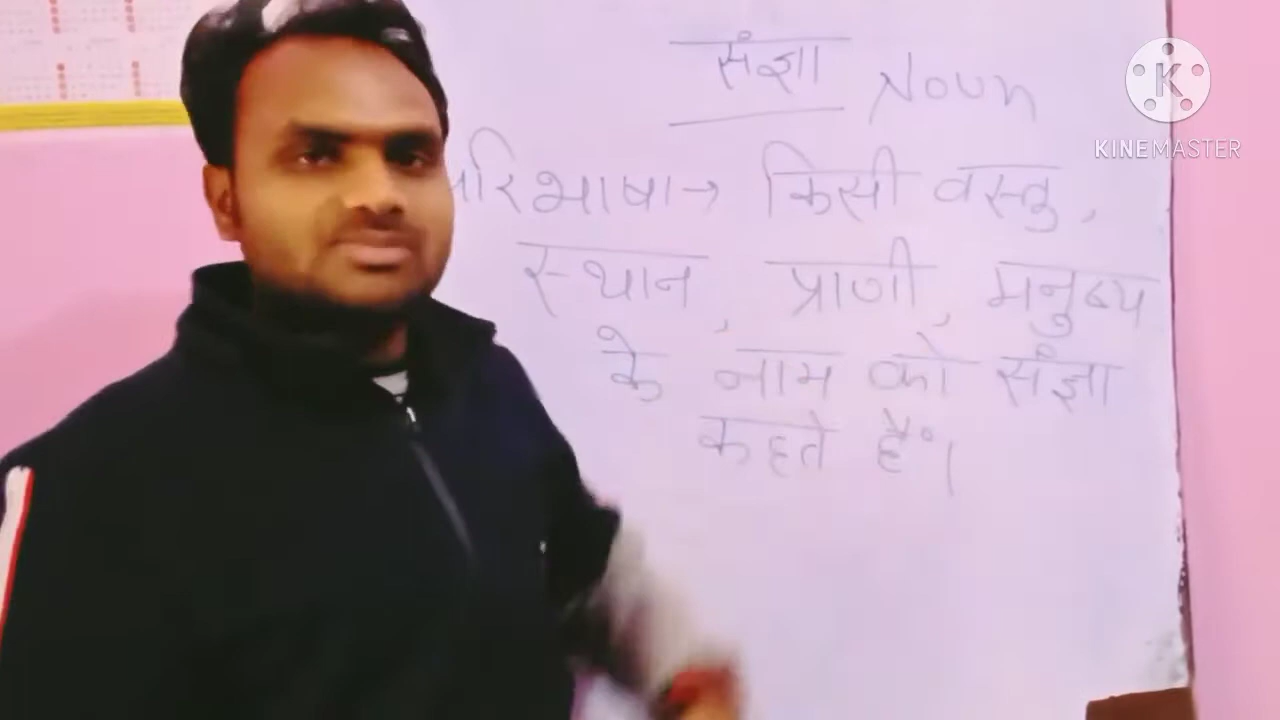 संज्ञा Noun
परिभाषा→ किसी वस्तु,
स्थान, प्राणी, मनुष्य
के नाम को संज्ञा
कहते हैं।
K
KINEMASTER